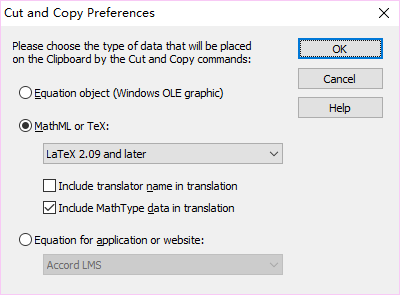 Cut and Copy Preferences
Please choose the type of data that will be placed
on the Clipboard by the Cut and Copy commands:
OK
Cancel
Help
Equation object (Windows OLE graphic)
MathML or TeX:
LaTeX 2.09 and later
Include translator name in translation
Include MathType data in translation
Equation for application or website:
Accord LMS